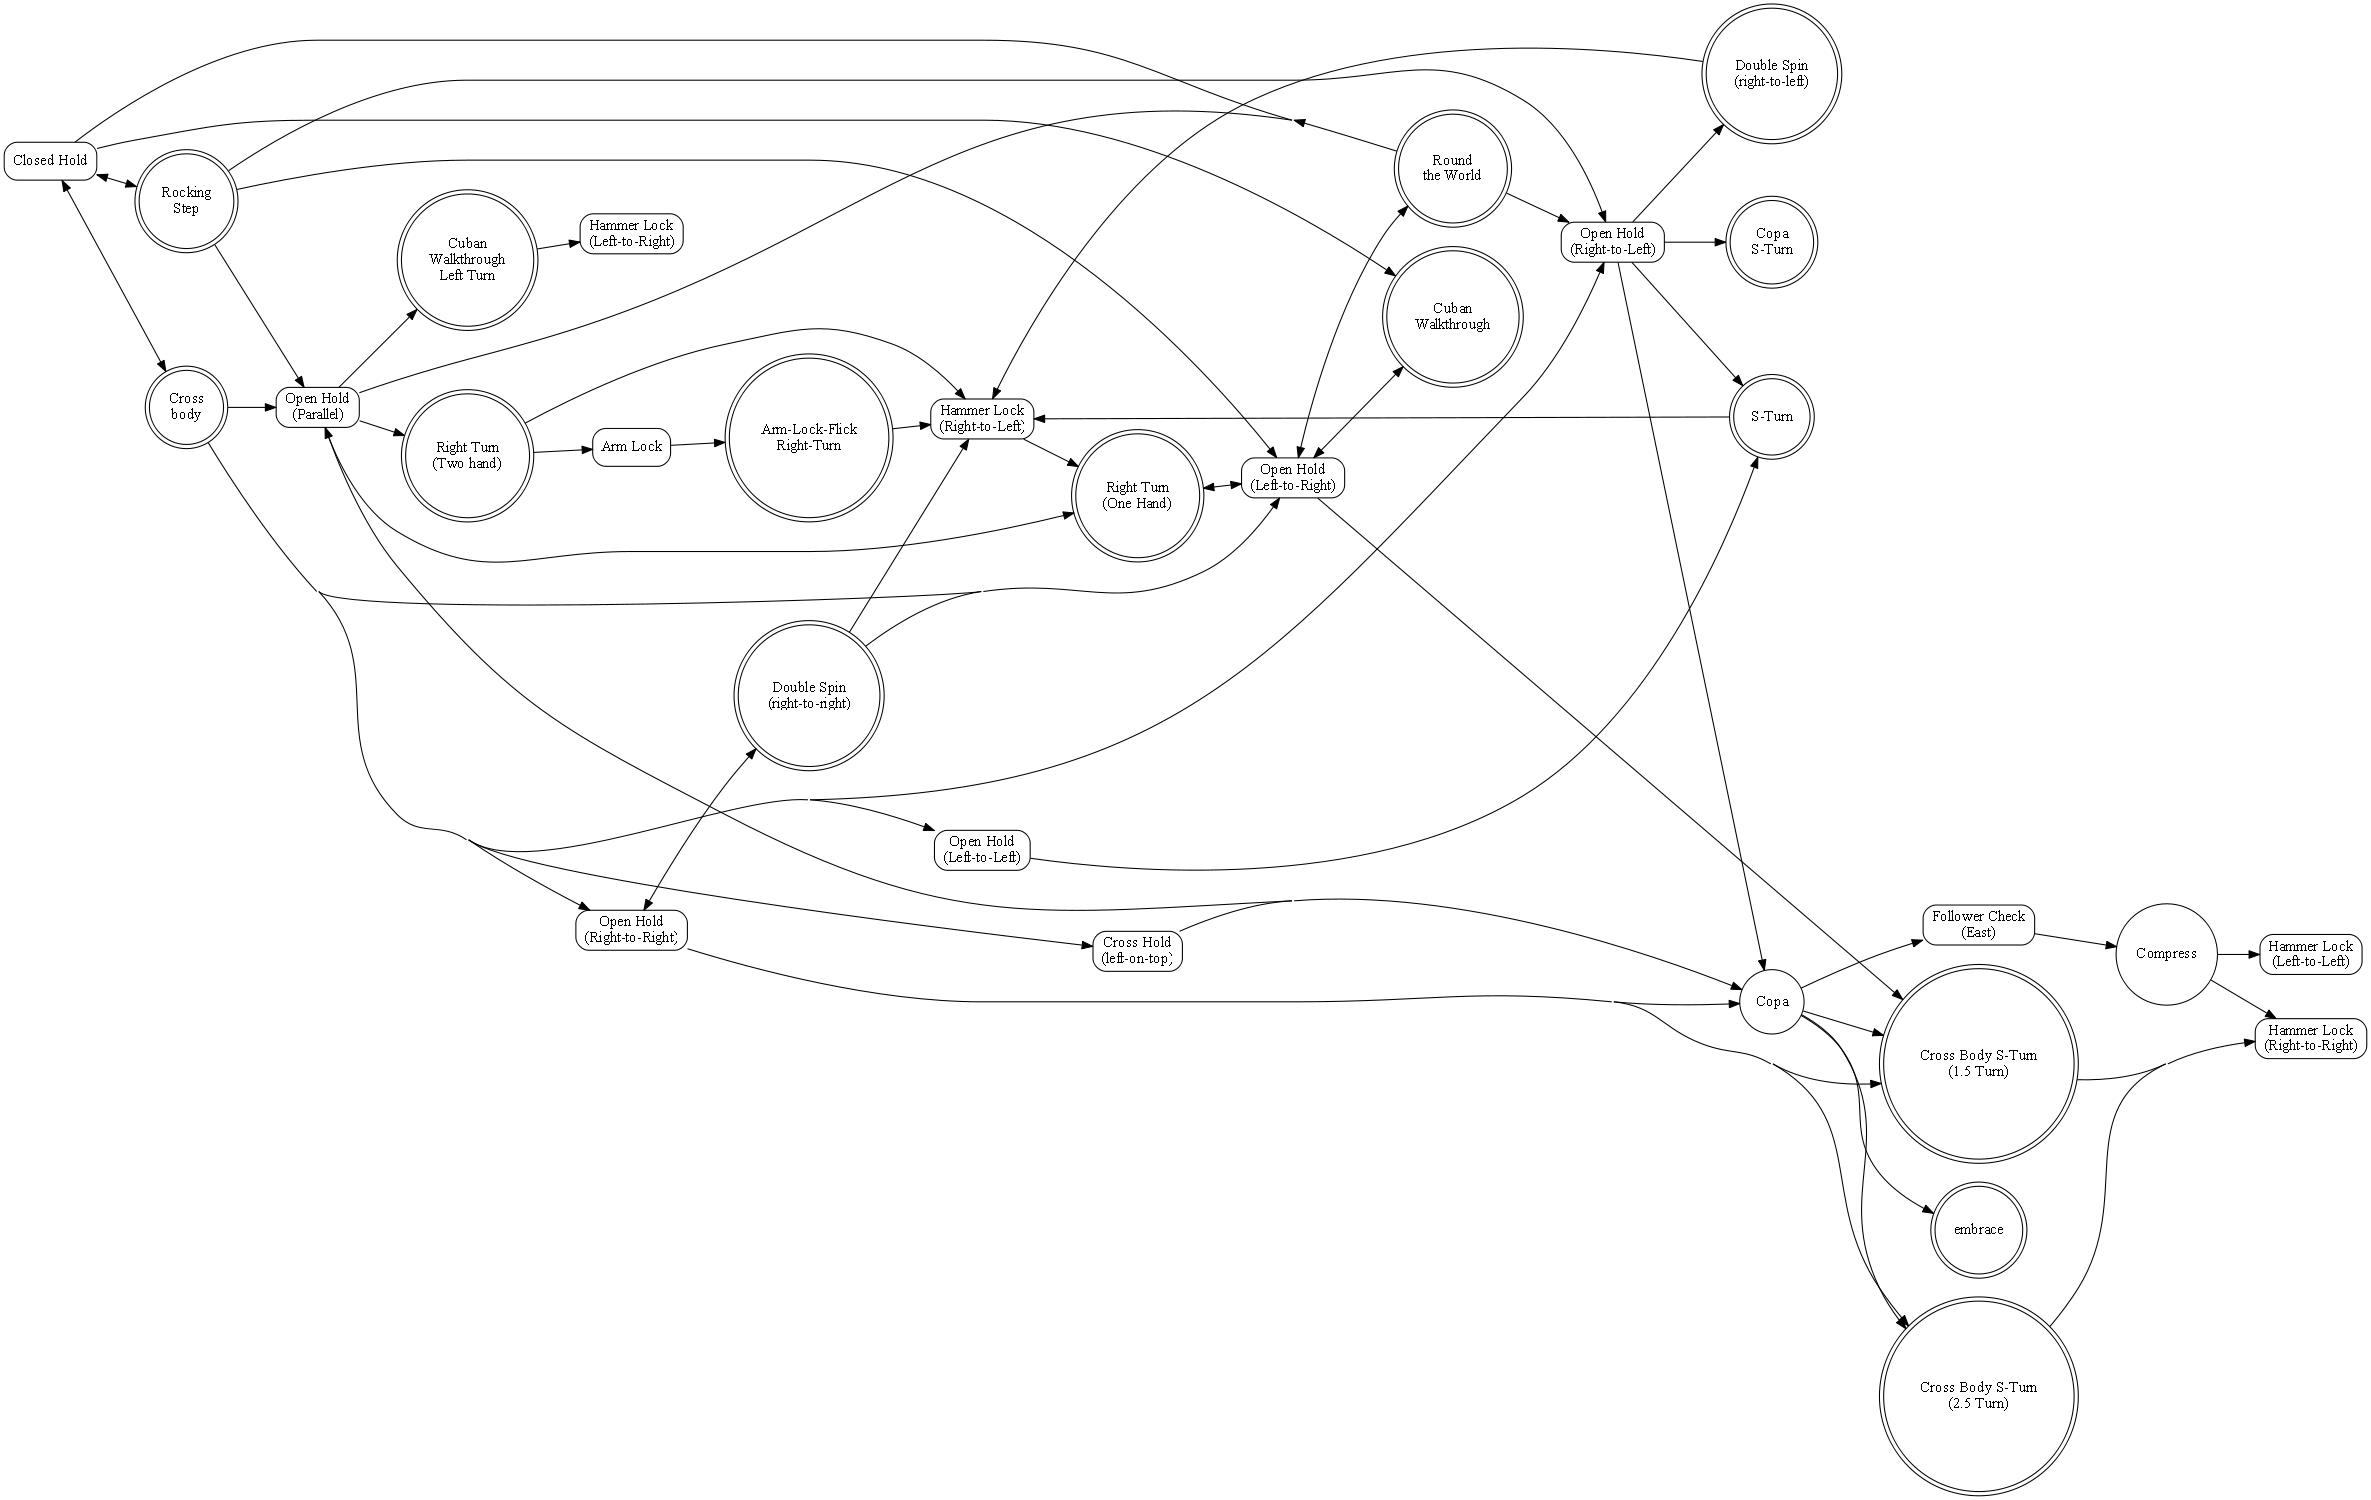 Double Spin
(right-to-left)
Closed Hold
Rocking
Step
Round
the World
Hammer Lock
(Left-to-Right)
Open Hold
(Right-to-Left)
Copa
S-Turn
Cuban
Walkthrough
Left Turn
Cuban
Walkthrough
Cross
body
Open Hold
(Parallel)
Right Turn
(Two hand)
Arm Lock
Arm-Lock-Flick
Right-Turn
Hammer Lock
(Right-to-Left)
Right Turn
(One Hand)
Open Hold
(Left-to-Right)
S-Turn
Double Spin
(right-to-right)
Open Hold
(Left-to-Left)
Open Hold
(Right-to-Right)
Cross Hold
(left-on-top)
Copa
Follower Check
(East)
Compress
Hammer Lock
(Left-to-Left)
Hammer Lock
(Right-to-Right)
Cross Body S-Turn
(1.5 Turn)
embrace
Cross Body S-Turn
(2.5 Turn)